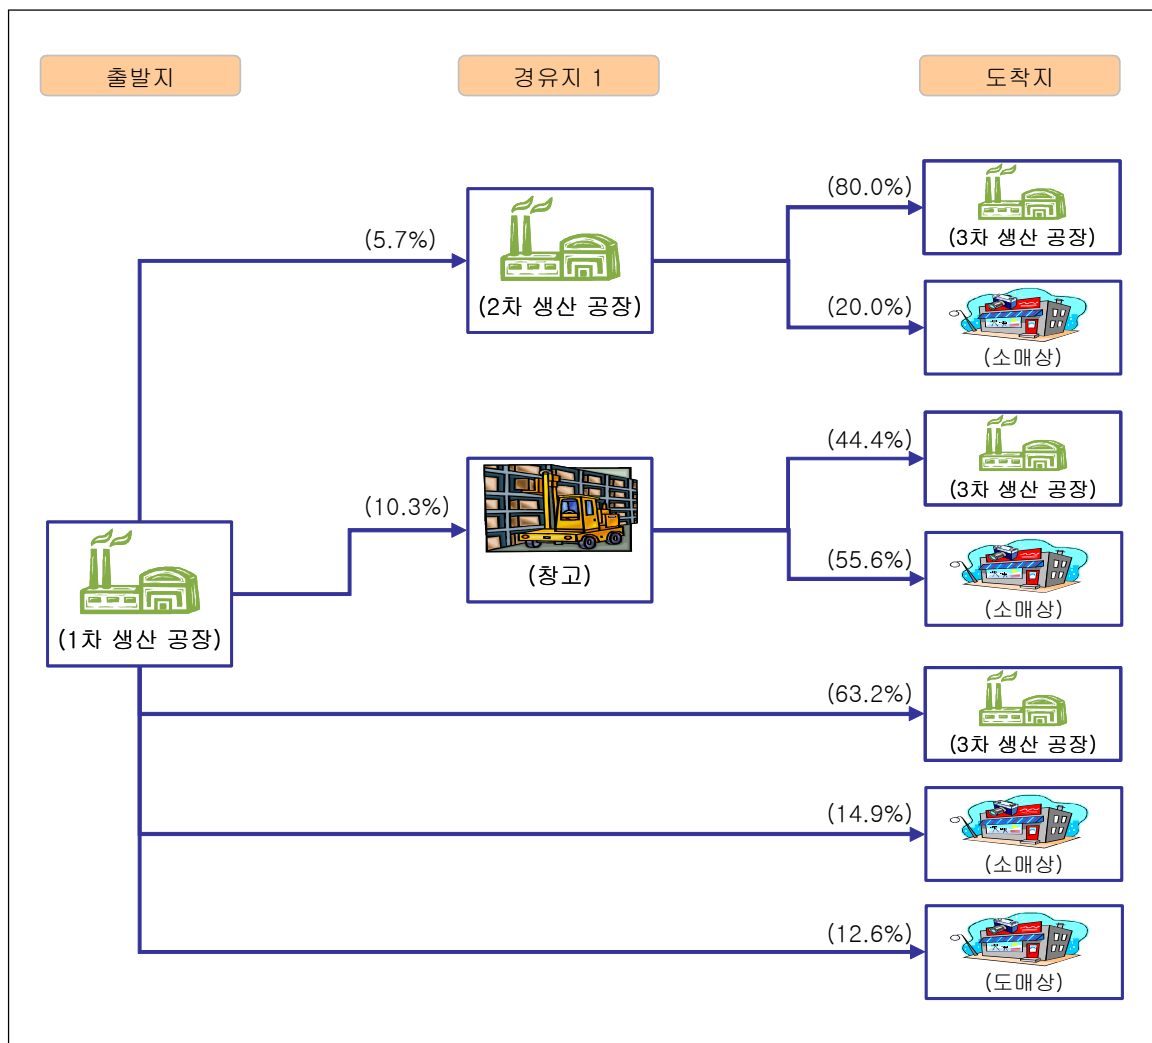 출발지
경유지 1
도착지
(5.7%)
(2차 생산 공장)
(80.0%)
(3차 생산 공장)
(20.0%)
(소매상)
(10.3%)
(창고)
(44.4%)
(3차 생산 공장)
(55.6%)
(소매상)
(1차 생산 공장)
(63.2%)
(3차 생산 공장)
(14.9%)
(소매상)
(12.6%)
(도매상)